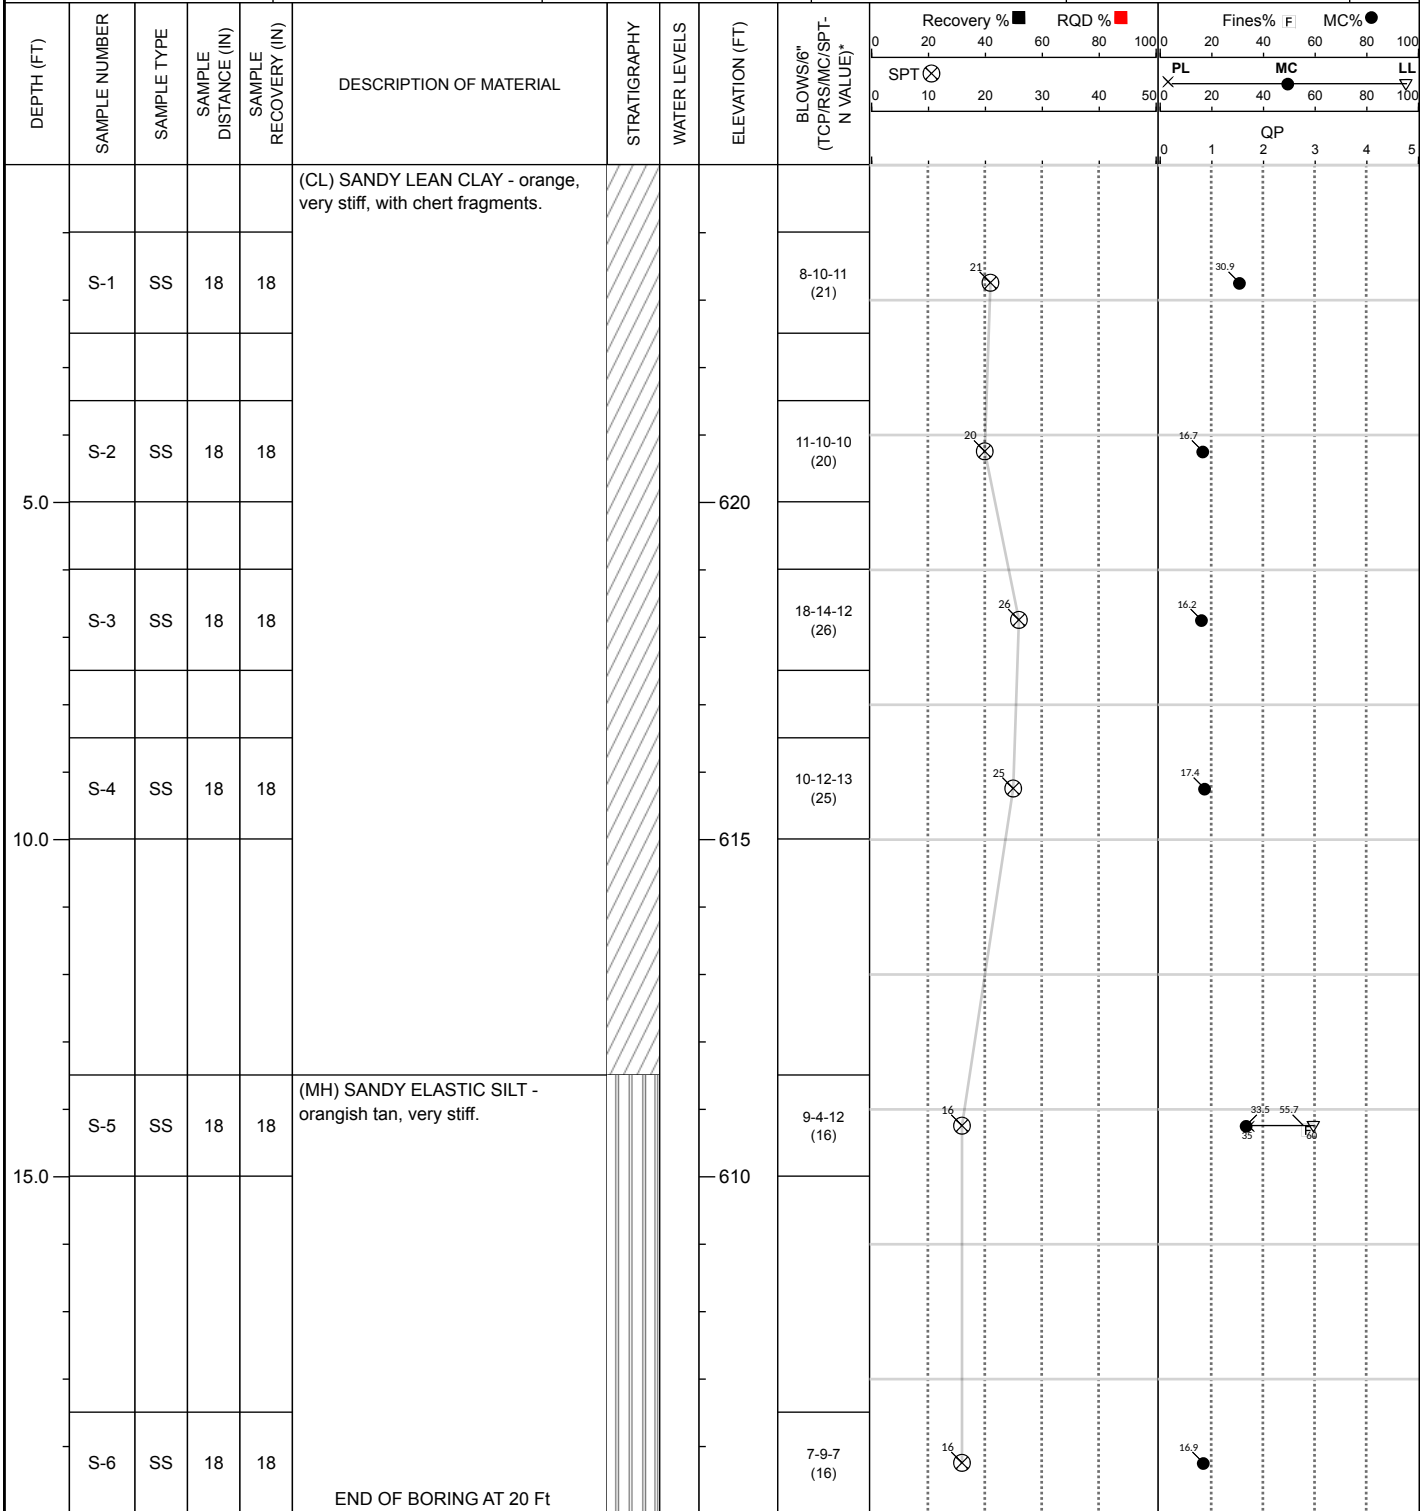 DEPTH (FT)
SAMPLE NUMBER
SAMPLE TYPE
SAMPLE
DISTANCE (IN)
SAMPLE
RECOVERY (IN)
DESCRIPTION OF MATERIAL
STRATIGRAPHY
WATER LEVELS
ELEVATION (FT)
BLOWS/6"
(TCP/RS/MC/SPT-
N VALUE)*
Recovery % RQD %
0 20 40 60 80 100
SPT
0 10 20 30 40 50
Fines% F MC%
0 20 40 60 80 100
PL MC LL
0 20 40 60 80 100
QP
0 1 2 3 4 5
(CL) SANDY LEAN CLAY - orange,
very stiff, with chert fragments.
S-1 SS 18 18
8-10-11
(21)
21
30.9
S-2 SS 18 18
11-10-10
(20)
20
16.7
5.0
620
S-3 SS 18 18
18-14-12
(26)
26
16.2
S-4 SS 18 18
10-12-13
(25)
25
17.4
10.0
615
(MH) SANDY ELASTIC SILT -
orangish tan, very stiff.
S-5 SS 18 18
9-4-12
(16)
16
33.5 55.7
F
35 60
15.0
610
S-6 SS 18 18
7-9-7
(16)
16
16.9
END OF BORING AT 20 Ft